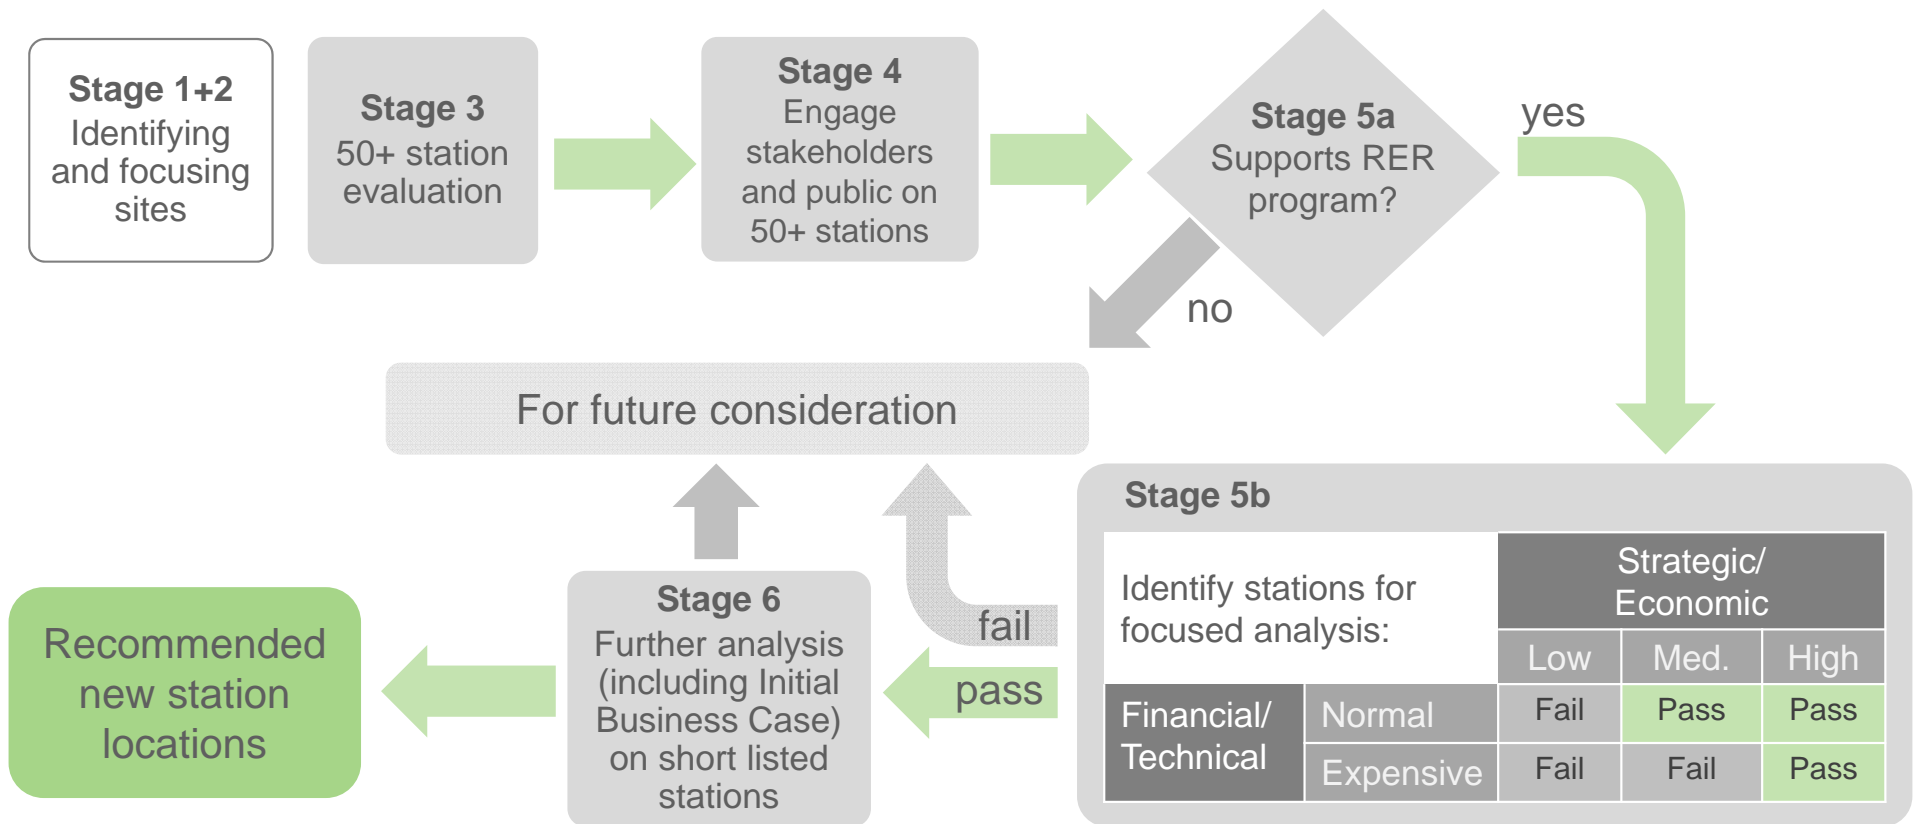 Stage 1+2
Identifying
and focusing
sites
Stage 3
50+ station
evaluation
Stage 4
Engage
stakeholders
and public on
50+ stations
Stage 5a
Supports RER
program?
yes
no
For future consideration
Stage 5b
Identify stations for
focused analysis:
Strategic/
Economic
Low Med. High
Financial/
Technical
Normal Fail Pass Pass
Expensive Fail Fail Pass
fail
pass
Stage 6
Further analysis
(including Initial
Business Case)
on short listed
stations
Recommended
new station
locations